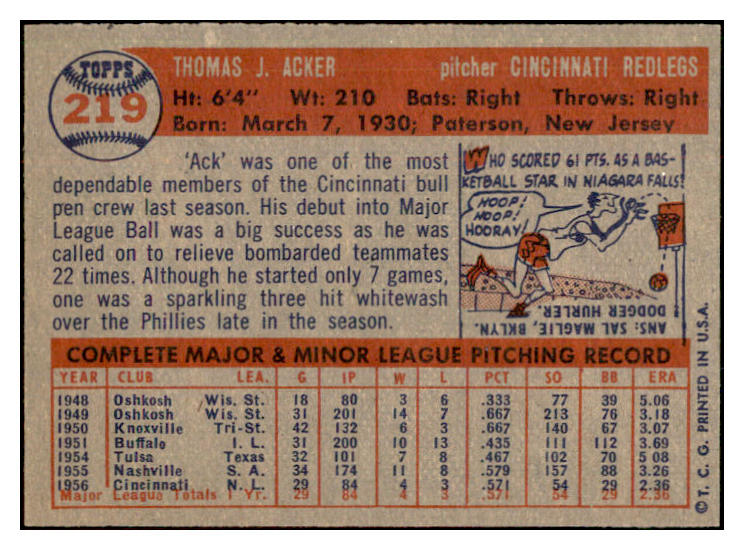 TOPPS
219
THOMAS J. ACKER pitcher CINCINNATI REDLEGS
Ht: 6'4" Wt: 210 Bats: Right Throws: Right
Born: March 7, 1930; Paterson, New Jersey
'Ack' was one of the most
dependable members of the Cincinnati bull
pen crew last season. His debut into Major
League Ball was a big success as he was
called on to relieve bombarded teammates
22 times. Although he started only 7 games,
one was a sparkling three hit whitewash
over the Phillies late in the season.
WHO SCORED 61 PTS. AS A BAS-
KETBALL STAR IN NIAGARA FALLS?
HOOP!
HOOP!
HOORAY!
ANS: SAL MAGLIE, BKLYN.
DODGER HURLER.
COMPLETE MAJOR & MINOR LEAGUE PITCHING RECORD
YEAR CLUB LEA. G IP W L PCT SO BB ERA
1948 Oshkosh Wis. St. 18 80 3 6 .333 77 39 5.06
1949 Oshkosh Wis. St. 31 201 14 7 .667 213 76 3.18
1950 Knoxville Tri-St. 42 132 6 3 .667 140 67 3.07
1951 Buffalo I. L. 31 200 10 13 .435 111 112 3.69
1954 Tulsa Texas 32 101 7 8 .467 102 70 5 08
1955 Nashville S. A. 34 174 11 8 .579 157 88 3.26
1956 Cincinnati N. L. 29 84 4 3 .571 54 29 2.36
Major League Totals 1 Yr. 29 84 4 3 .571 54 29 2.36
© T. C. G. PRINTED IN U.S.A.